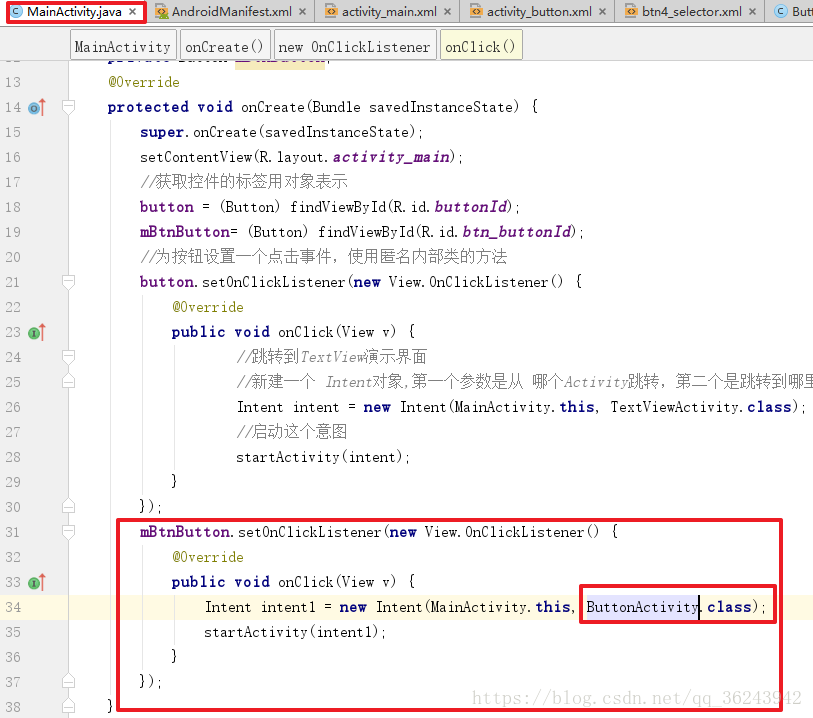 MainActivity.java × AndroidManifest.xml × activity_main.xml × activity_button.xml × btn4_selector.xml × But
MainActivity onCreate() new OnClickListener onClick()
13 @Override
14 protected void onCreate(Bundle savedInstanceState) {
15 super.onCreate(savedInstanceState);
16 setContentView(R.layout.activity_main);
17 //获取控件的标签用对象表示
18 button = (Button) findViewById(R.id.buttonId);
19 mBtnButton= (Button) findViewById(R.id.btn_buttonId);
20 //为按钮设置一个点击事件，使用匿名内部类的方法
21 button.setOnClickListener(new View.OnClickListener() {
22 @Override
23 public void onClick(View v) {
24 //跳转到TextView演示界面
25 //新建一个 Intent对象,第一个参数是从 哪个Activity跳转，第二个是跳转到哪里
26 Intent intent = new Intent(MainActivity.this, TextViewActivity.class);
27 //启动这个意图
28 startActivity(intent);
29 }
30 });
31 mBtnButton.setOnClickListener(new View.OnClickListener() {
32 @Override
33 public void onClick(View v) {
34 Intent intent1 = new Intent(MainActivity.this, ButtonActivity.class);
35 startActivity(intent1);
36 }
37 });
38 }
https://blog.csdn.net/qq_36243942